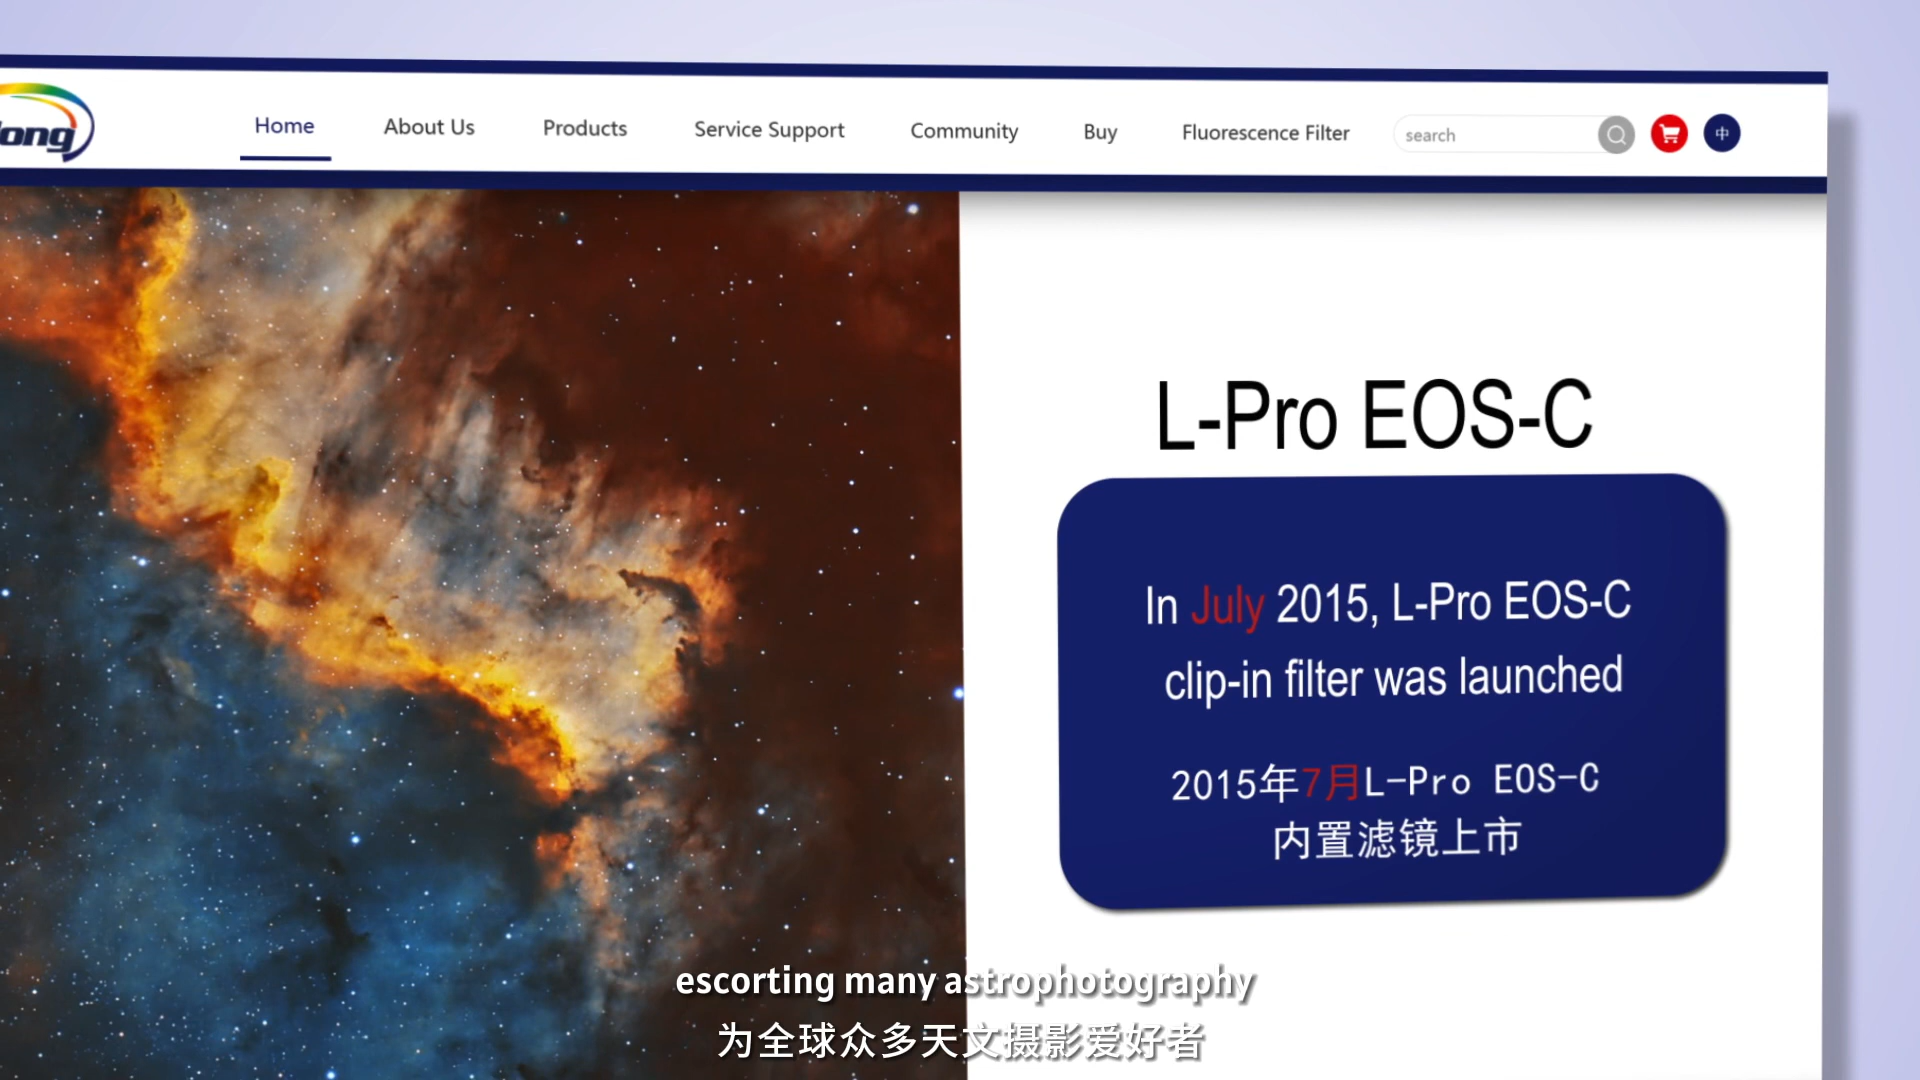 Home About Us Products Service Support Community Buy Fluorescence Filter search 中
L-Pro EOS-C
In July 2015, L-Pro EOS-C
clip-in filter was launched
2015年7月L-Pro EOS-C
内置滤镜上市
escorting many astrophotography
为全球众多天文摄影爱好者